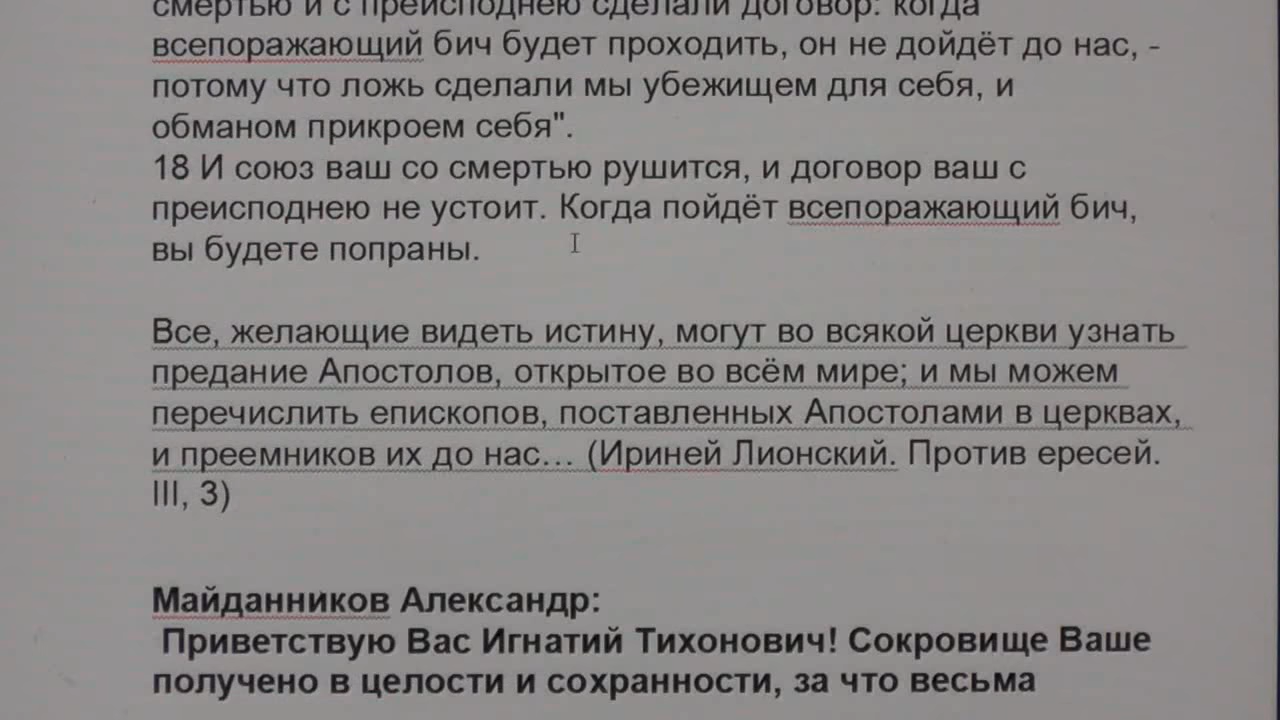 смертью и с преисподнею сделали договор: когда
всепоражающий бич будет проходить, он не дойдёт до нас, -
потому что ложь сделали мы убежищем для себя, и
обманом прикроем себя".
18 И союз ваш со смертью рушится, и договор ваш с
преисподнею не устоит. Когда пойдёт всепоражающий бич,
вы будете попраны.
Все, желающие видеть истину, могут во всякой церкви узнать
предание Апостолов, открытое во всём мире; и мы можем
перечислить епископов, поставленных Апостолами в церквах,
и преемников их до нас… (Ириней Лионский. Против ересей.
III, 3)
Майданников Александр:
Приветствую Вас Игнатий Тихонович! Сокровище Ваше
получено в целости и сохранности, за что весьма